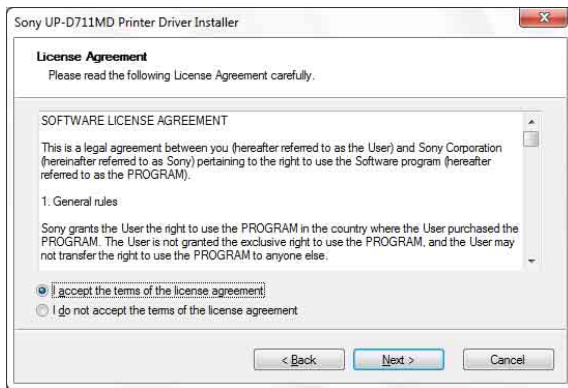 Sony UP-D711MD Printer Driver Installer
License Agreement
Please read the following License Agreement carefully.
SOFTWARE LICENSE AGREEMENT
This is a legal agreement between you (hereafter referred to as the User) and Sony Corporation
(hereinafter referred to as Sony) pertaining to the right to use the Software program (hereafter
referred to as the PROGRAM).
1. General rules
Sony grants the User the right to use the PROGRAM in the country where the User purchased the
PROGRAM. The User is not granted the exclusive right to use the PROGRAM, and the User may
not transfer the right to use the PROGRAM to anyone else.
I accept the terms of the license agreement
I do not accept the terms of the license agreement
< Back
Next >
Cancel